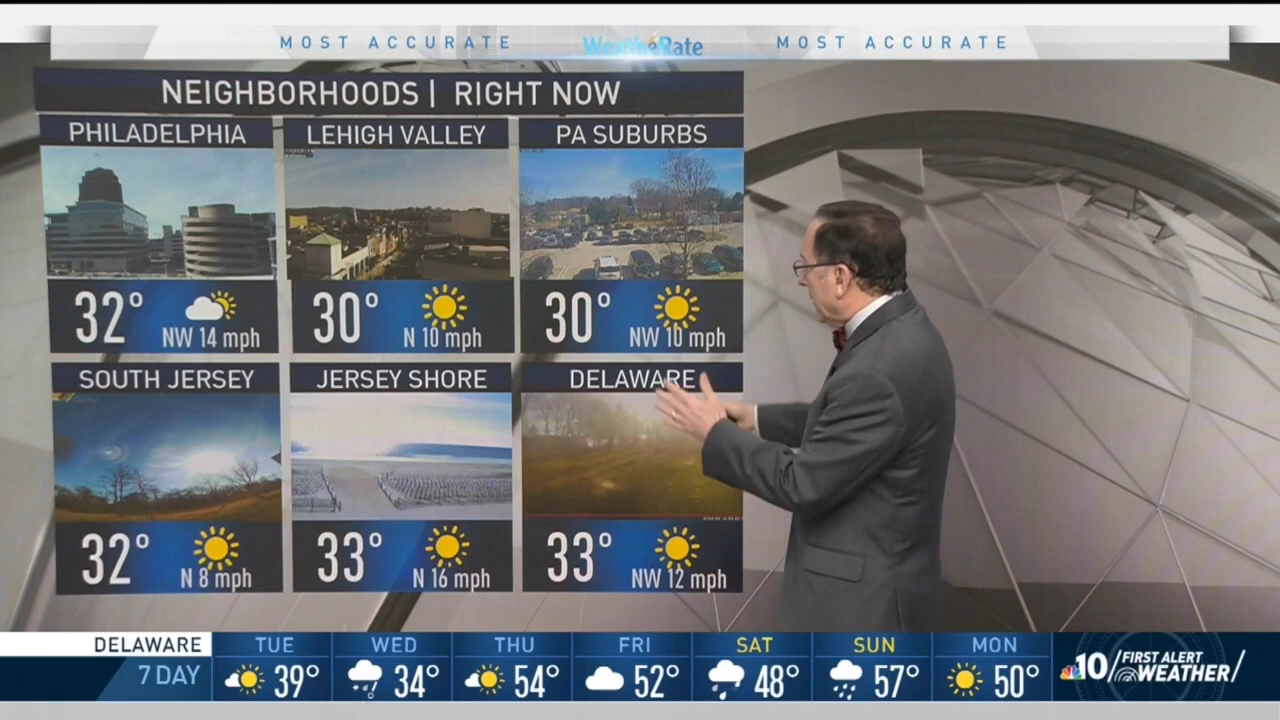 MOST ACCURATE WeatheRate MOST ACCURATE
NEIGHBORHOODS | RIGHT NOW
PHILADELPHIA
32°
NW 14 mph
LEHIGH VALLEY
30°
N 10 mph
PA SUBURBS
30°
NW 10 mph
SOUTH JERSEY
32°
N 8 mph
JERSEY SHORE
33°
N 16 mph
DELAWARE
33°
NW 12 mph
DELAWARE
7 DAY
TUE
39°
WED
34°
THU
54°
FRI
52°
SAT
48°
SUN
57°
MON
50°
10 / FIRST ALERT WEATHER /